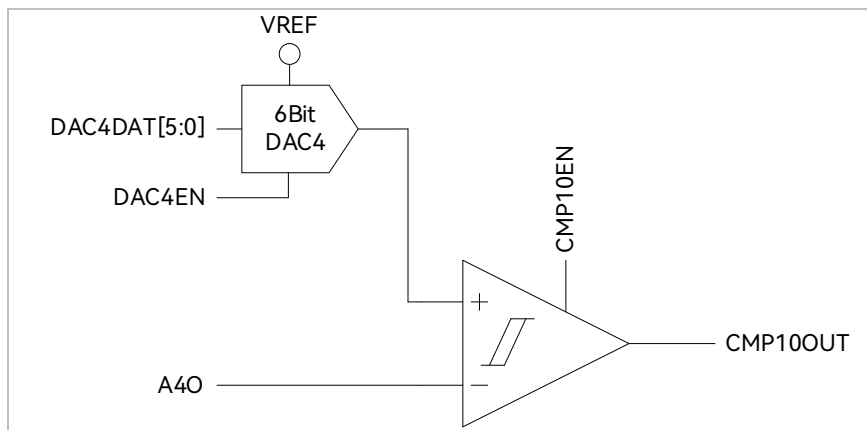 VREF
6Bit
DAC4DAT[5:0]
DAC4
DAC4EN
CMP10EN
+
CMP10OUT
A4O
−